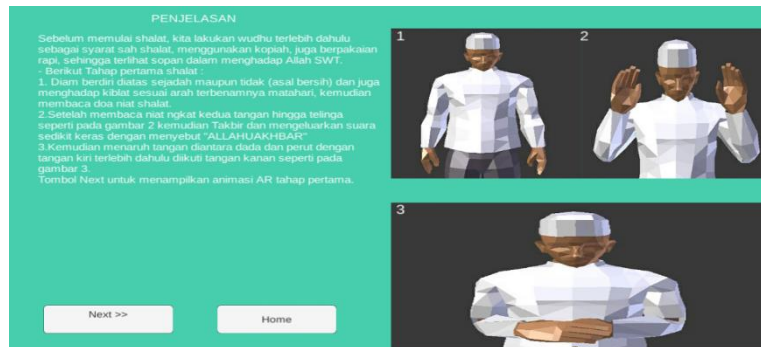 PENJELASAN
Sebelum memulai shalat, kita lakukan wudhu terlebih dahulu
sebagai syarat sah shalat, menggunakan kopiah, juga berpakaian
rapi, sehingga terlihat sopan dalam menghadap Allah SWT.
- Berikut Tahap pertama shalat :
1. Diam berdiri diatas sejadah maupun tidak (asal bersih) dan juga
menghadap kiblat sesuai arah terbenamnya matahari, kemudian
membaca doa niat shalat.
2.Setelah membaca niat ngkat kedua tangan hingga telinga
seperti pada gambar 2 kemudian Takbir dan mengeluarkan suara
sedikit keras dengan menyebut "ALLAHUAKHBAR"
3.Kemudian menaruh tangan diantara dada dan perut dengan
tangan kiri terlebih dahulu dikuti tangan kanan seperti pada
gambar 3.
Tombol Next untuk menampilkan animasi AR tahap pertama.
Next >>
Home
1
2
3